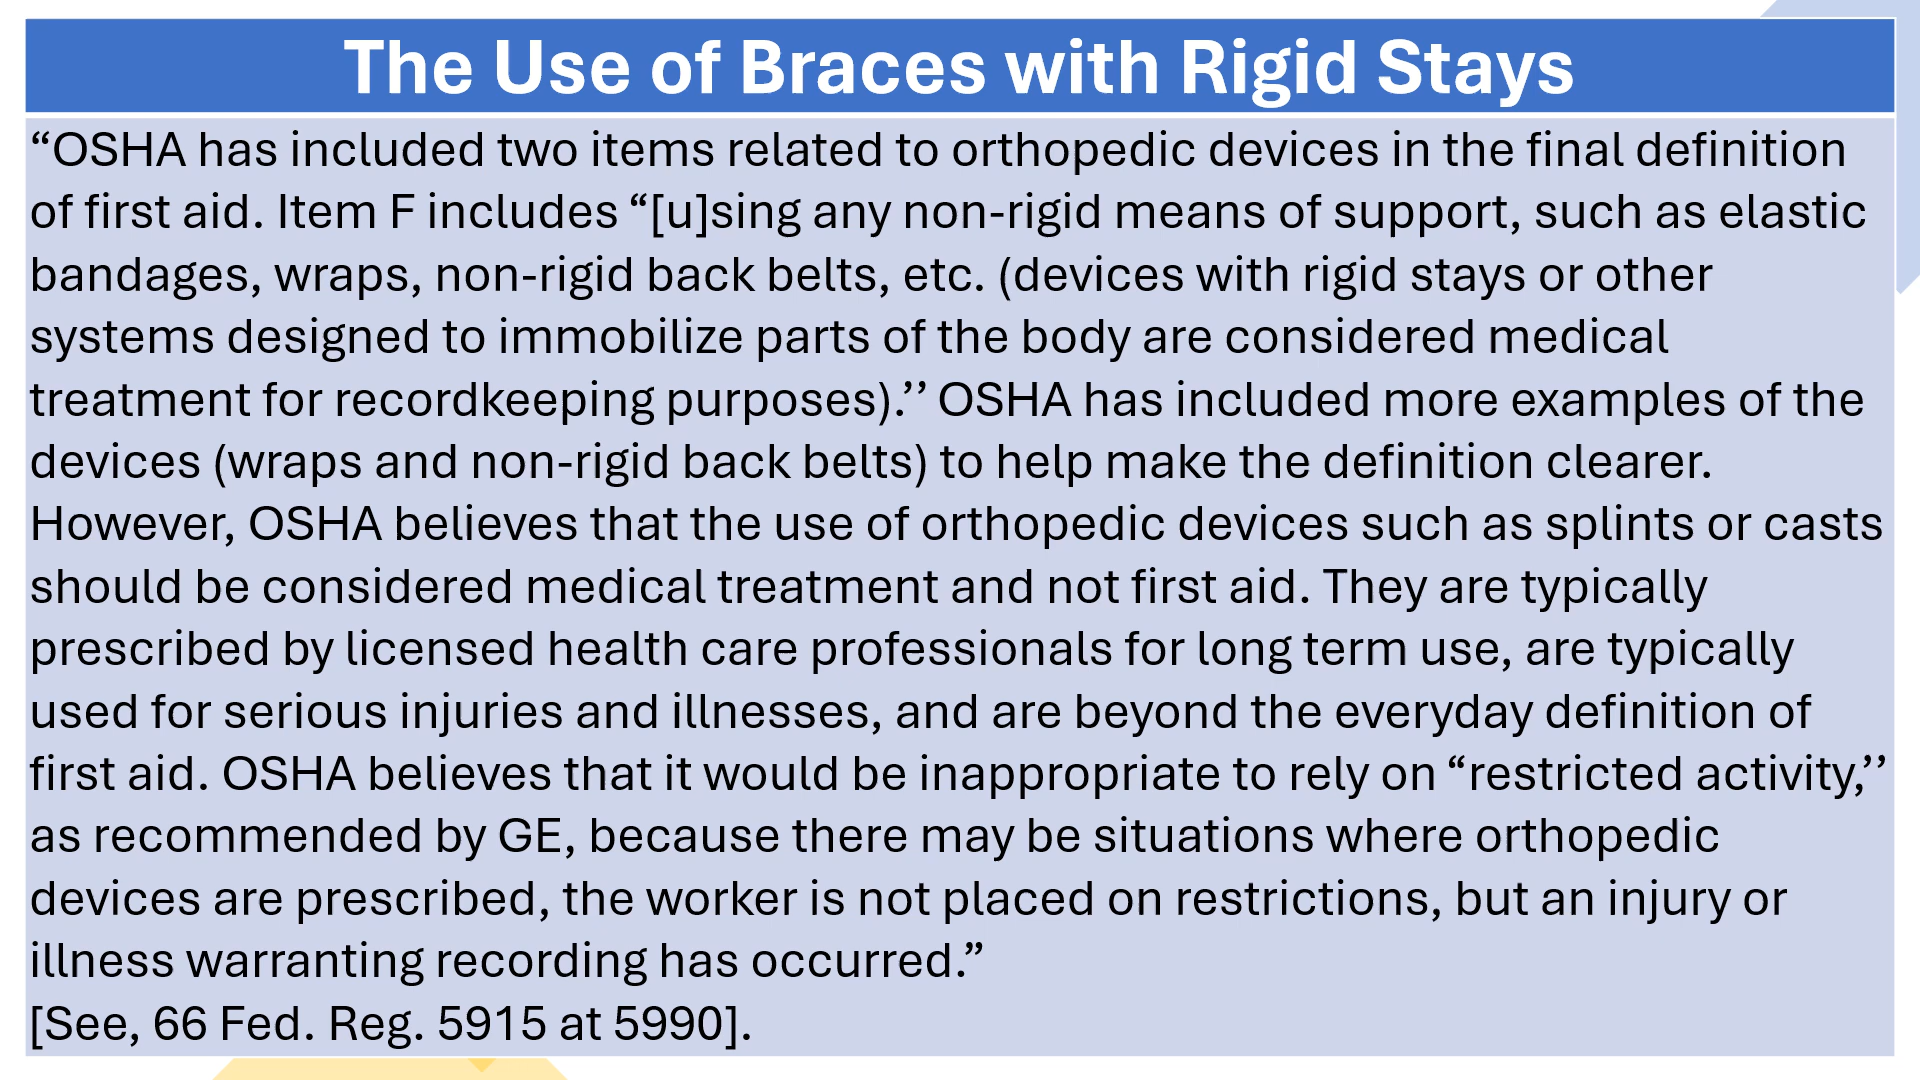 The Use of Braces with Rigid Stays
“OSHA has included two items related to orthopedic devices in the final definition
of first aid. Item F includes “[u]sing any non-rigid means of support, such as elastic
bandages, wraps, non-rigid back belts, etc. (devices with rigid stays or other
systems designed to immobilize parts of the body are considered medical
treatment for recordkeeping purposes).’’ OSHA has included more examples of the
devices (wraps and non-rigid back belts) to help make the definition clearer.
However, OSHA believes that the use of orthopedic devices such as splints or casts
should be considered medical treatment and not first aid. They are typically
prescribed by licensed health care professionals for long term use, are typically
used for serious injuries and illnesses, and are beyond the everyday definition of
first aid. OSHA believes that it would be inappropriate to rely on “restricted activity,’’
as recommended by GE, because there may be situations where orthopedic
devices are prescribed, the worker is not placed on restrictions, but an injury or
illness warranting recording has occurred.”
[See, 66 Fed. Reg. 5915 at 5990].